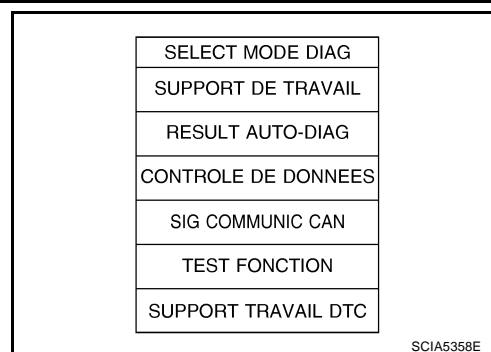 SELECT MODE DIAG
SUPPORT DE TRAVAIL
RESULT AUTO-DIAG
CONTROLE DE DONNEES
SIG COMMUNIC CAN
TEST FONCTION
SUPPORT TRAVAIL DTC
SCIA5358E